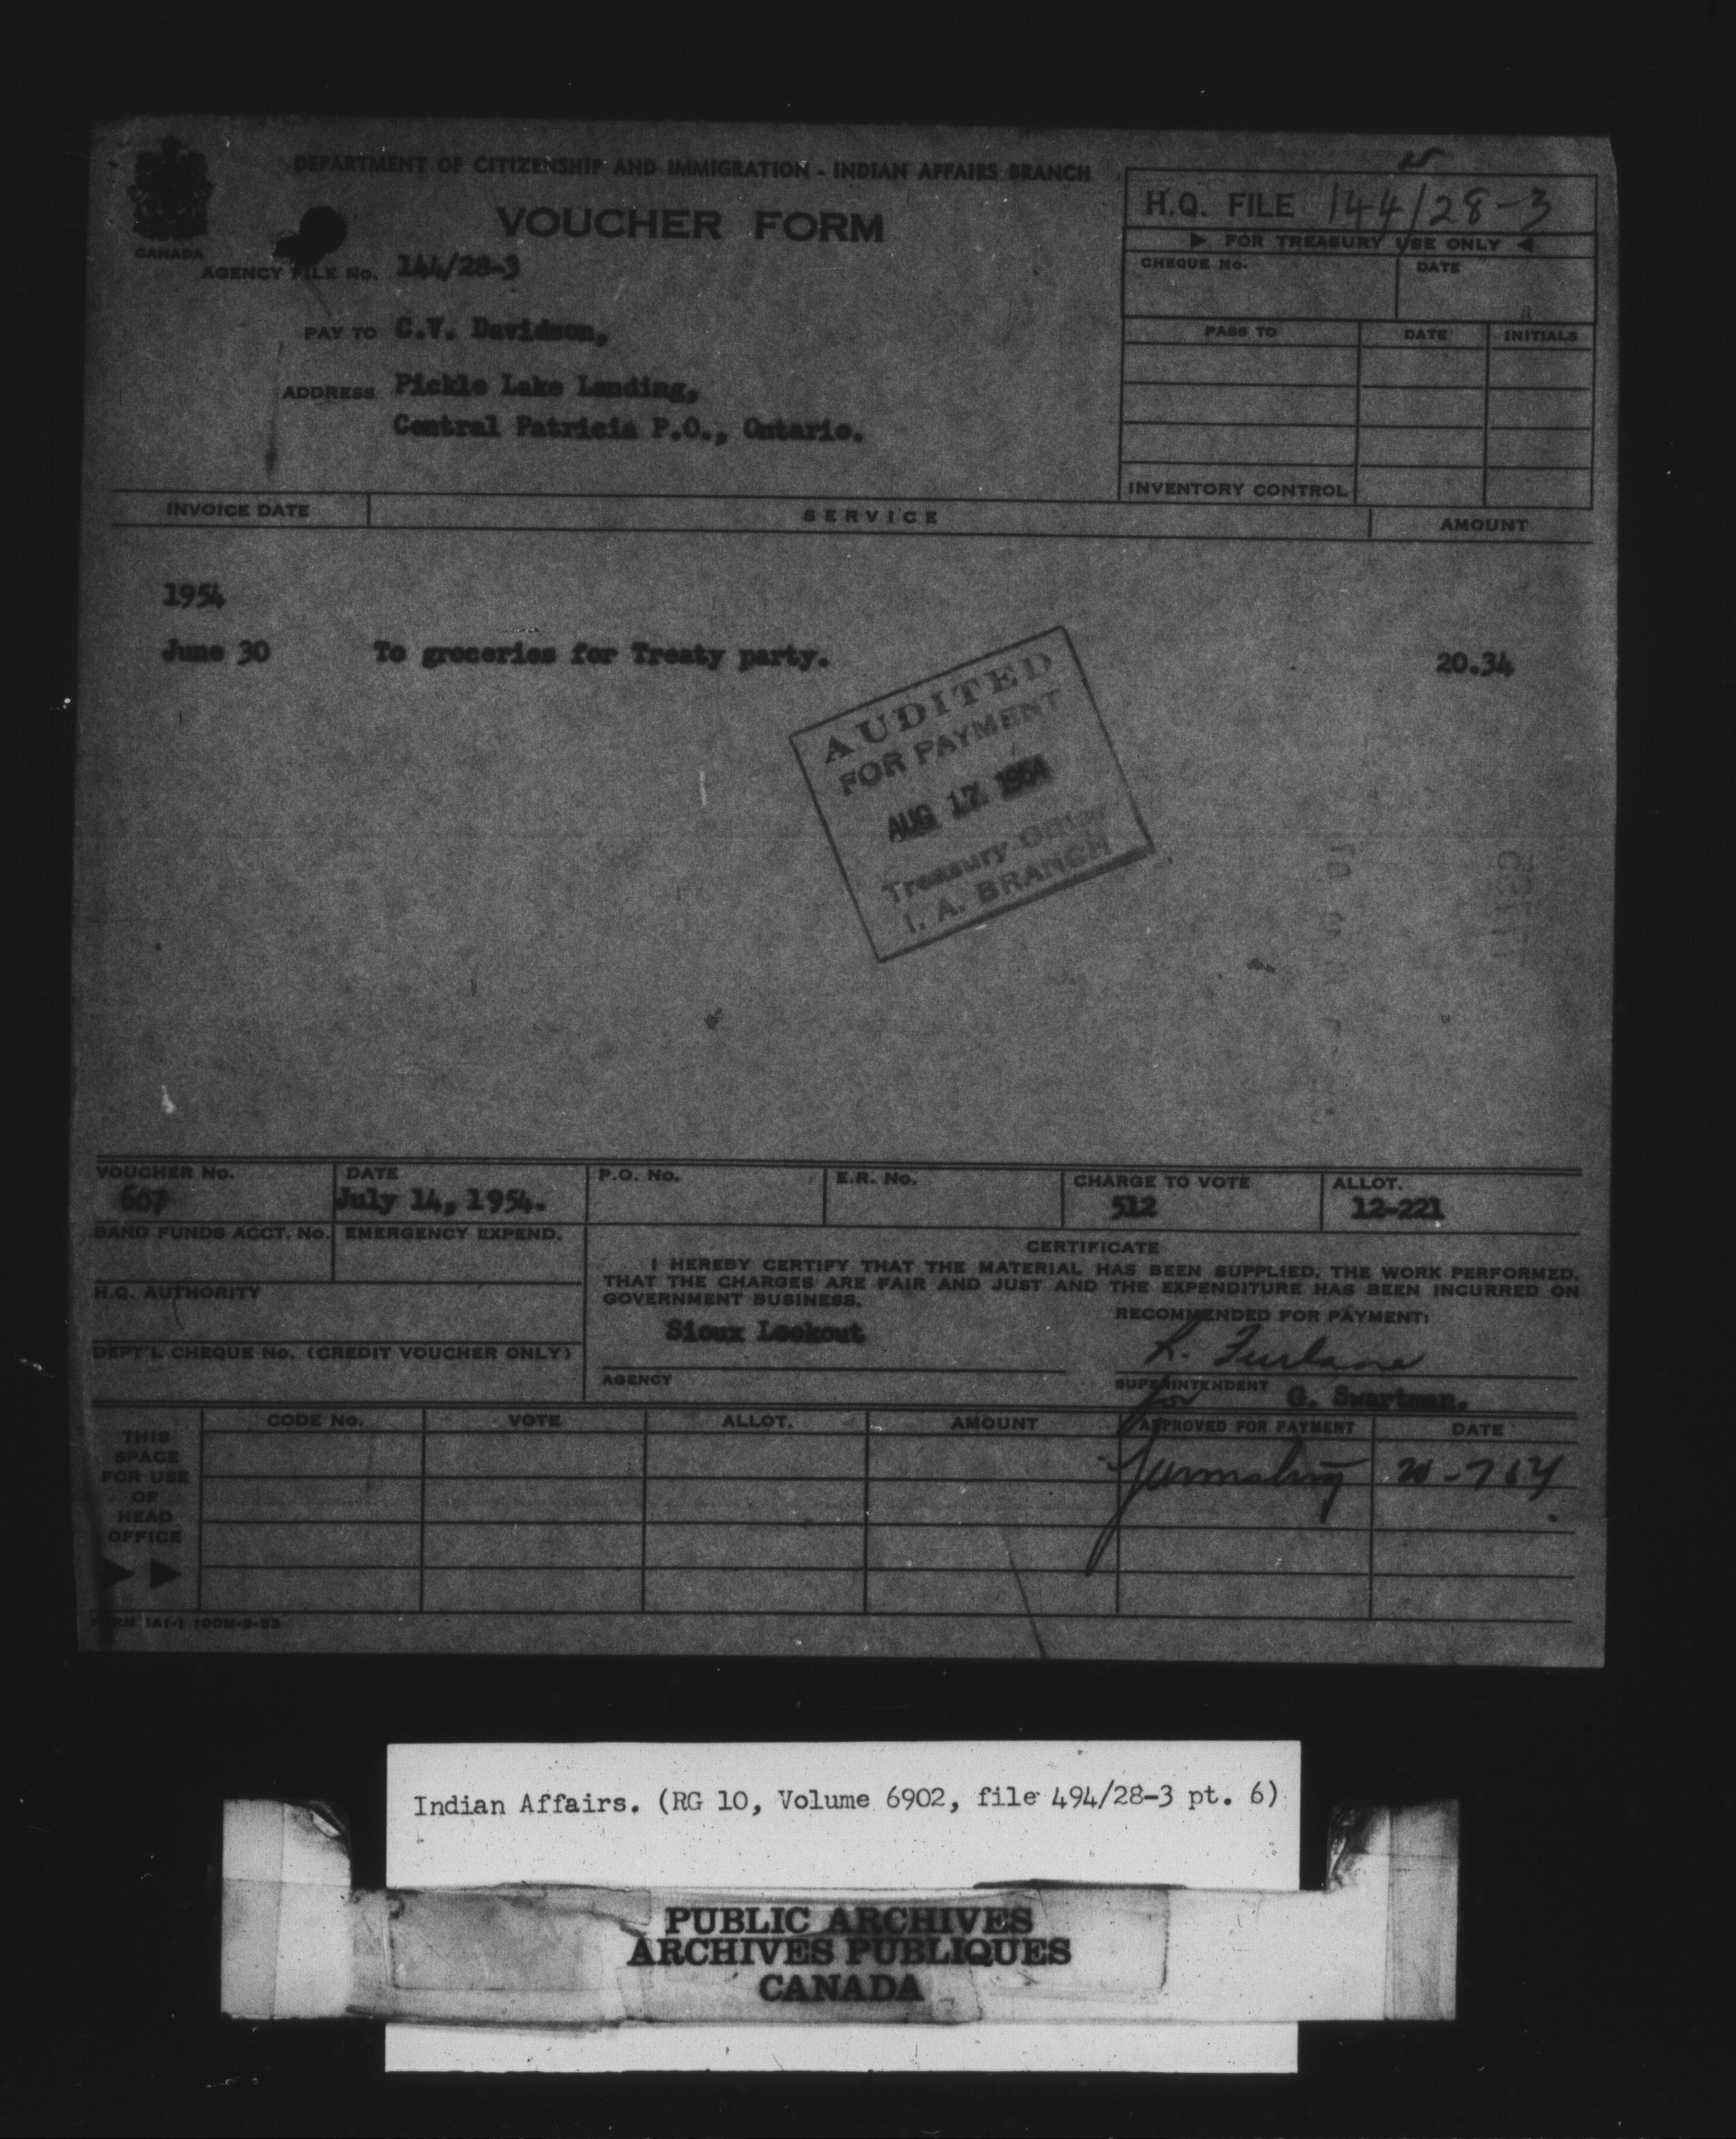 DEPARTMENT OF CITIZENSHIP AND IMMIGRATION - INDIAN AFFAIRS BRANCH
VOUCHER FORM
CANADA
AGENCY FILE No. 144/28-3
PAY TO C.V. Davidson,
ADDRESS Pickle Lake Landing,
Central Patricia P.O., Ontario.
H.Q. FILE 144/28-3
FOR TREASURY USE ONLY
CHEQUE No. DATE
PASS TO DATE INITIALS
INVENTORY CONTROL
INVOICE DATE SERVICE AMOUNT
1954
June 30 To groceries for Treaty party. 20.34
AUDITED
FOR PAYMENT
AUG 17 1954
Treasury Office
I. A. BRANCH
VOUCHER No. DATE P.O. No. E.R. No. CHARGE TO VOTE ALLOT.
607 July 14, 1954. 512 12-221
BAND FUNDS ACCT. No. EMERGENCY EXPEND.
H.Q. AUTHORITY
DEPT'L CHEQUE No. (CREDIT VOUCHER ONLY)
CERTIFICATE
I HEREBY CERTIFY THAT THE MATERIAL HAS BEEN SUPPLIED, THE WORK PERFORMED,
THAT THE CHARGES ARE FAIR AND JUST AND THE EXPENDITURE HAS BEEN INCURRED ON
GOVERNMENT BUSINESS.
RECOMMENDED FOR PAYMENT:
Sioux Lookout
AGENCY
SUPERINTENDENT
for G. Swartman.
THIS
SPACE
FOR USE
OF
HEAD
OFFICE
CODE No. VOTE ALLOT. AMOUNT APPROVED FOR PAYMENT DATE
FORM IA1-1 100M-9-53
Indian Affairs. (RG 10, Volume 6902, file 494/28-3 pt. 6)
PUBLIC ARCHIVES
ARCHIVES PUBLIQUES
CANADA